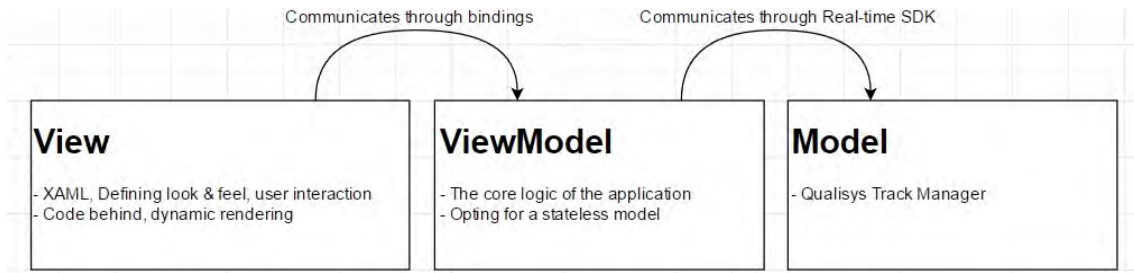 Communicates through bindings
Communicates through Real-time SDK
View
- XAML, Defining look & feel, user interaction
- Code behind, dynamic rendering
ViewModel
- The core logic of the application
- Opting for a stateless model
Model
- Qualisys Track Manager